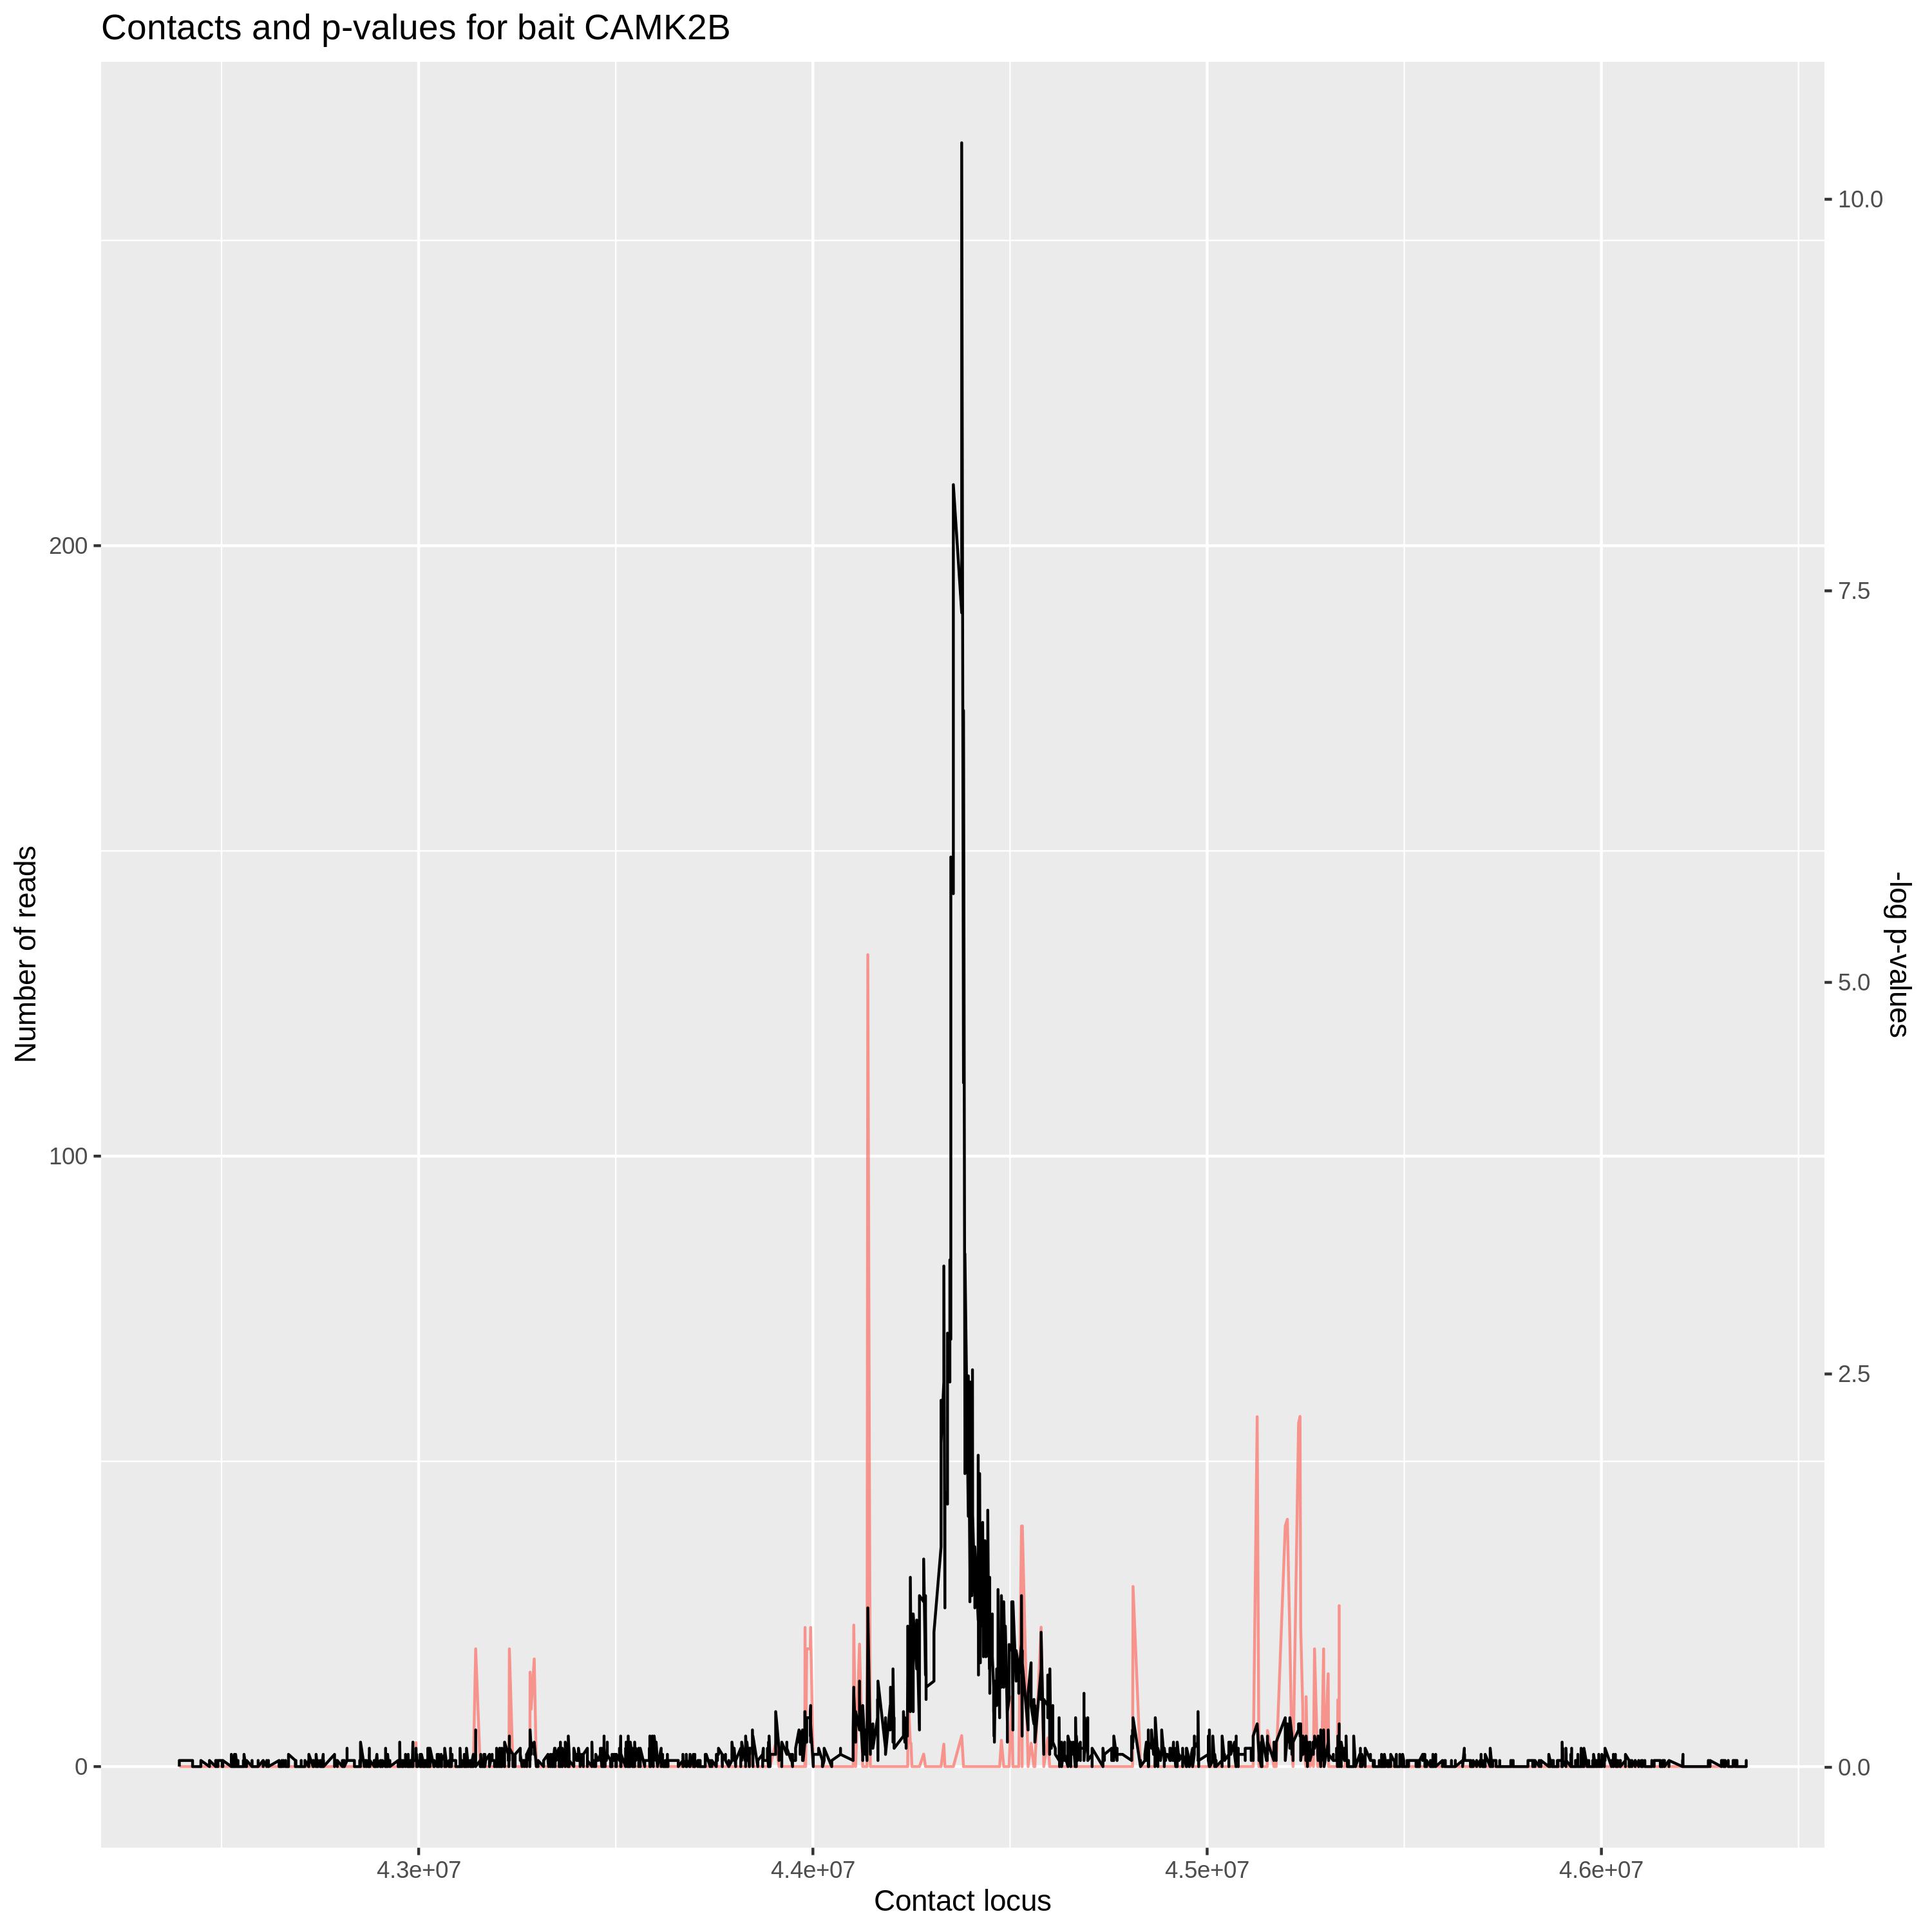 Contacts and p-values for bait CAMK2B
Number of reads
200
100
0
10.0
7.5
5.0
2.5
0.0
-log p-values
4.3e+07
4.4e+07
4.5e+07
4.6e+07
Contact locus